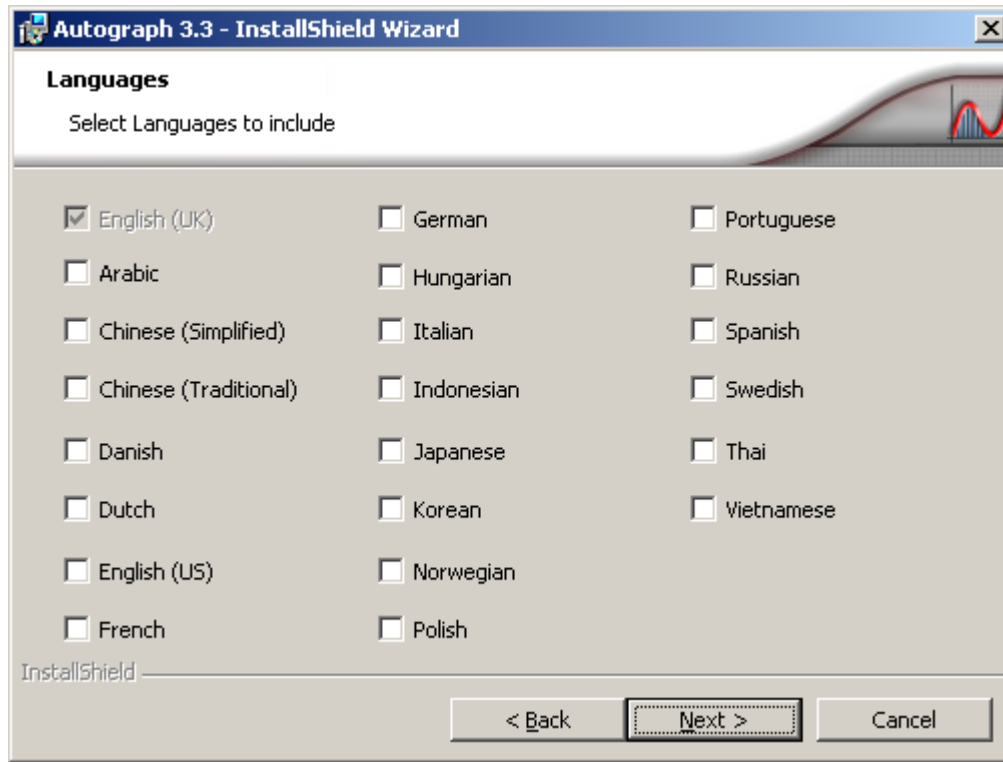 Autograph 3.3 - InstallShield Wizard
Languages
Select Languages to include
English (UK)
Arabic
Chinese (Simplified)
Chinese (Traditional)
Danish
Dutch
English (US)
French
German
Hungarian
Italian
Indonesian
Japanese
Korean
Norwegian
Polish
Portuguese
Russian
Spanish
Swedish
Thai
Vietnamese
InstallShield
< Back
Next >
Cancel